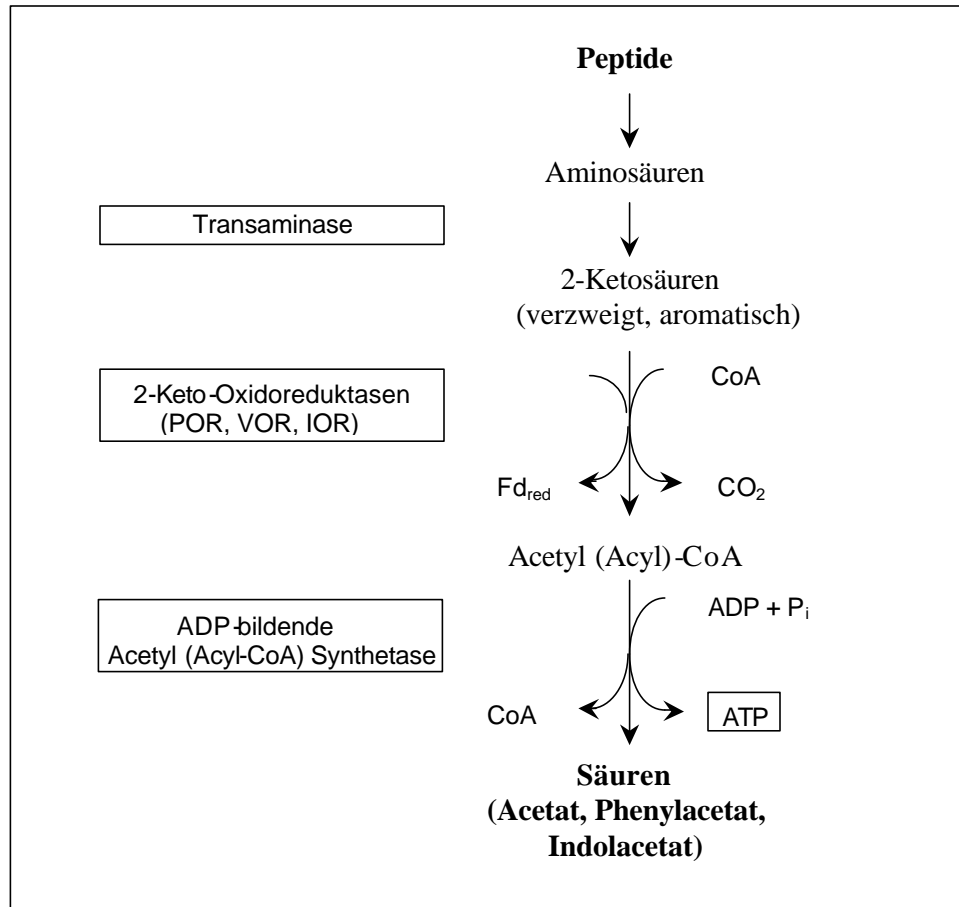 Peptide
Aminosäuren
Transaminase
2-Ketosäuren
(verzweigt, aromatisch)
2-Keto-Oxidoreduktasen
(POR, VOR, IOR)
CoA
Fd_red
CO₂
Acetyl (Acyl)-CoA
ADP-bildende
Acetyl (Acyl-CoA) Synthetase
ADP + Pᵢ
CoA
ATP
Säuren
(Acetat, Phenylacetat,
Indolacetat)